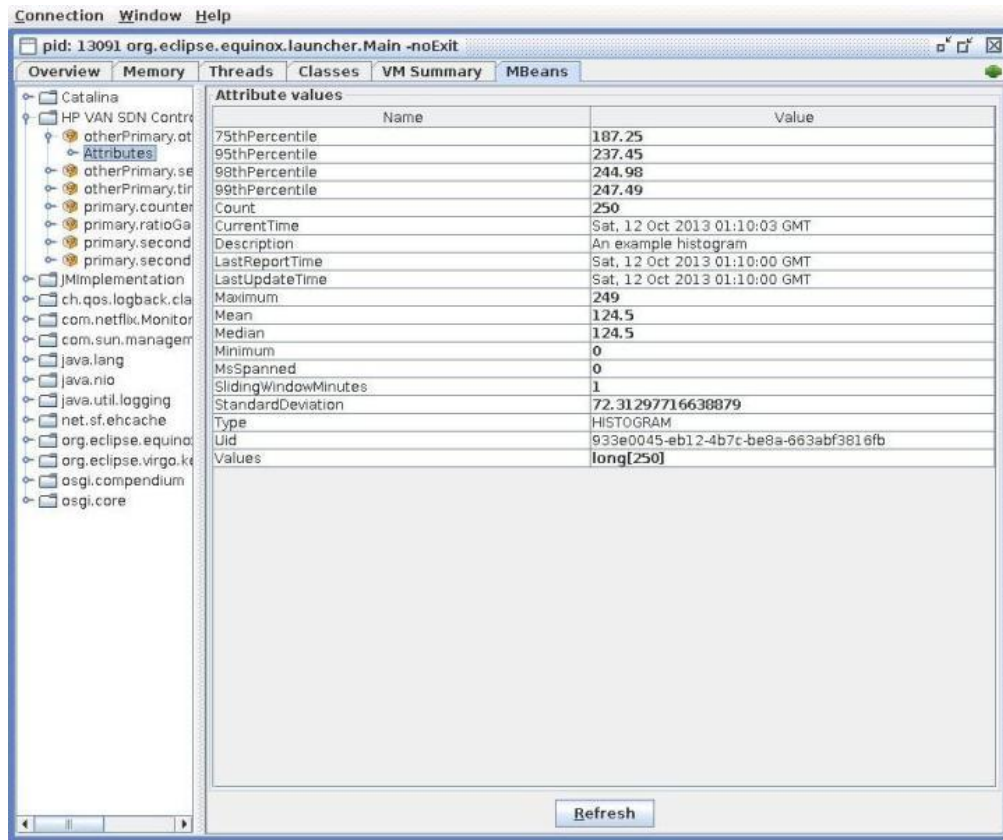 Connection Window Help
pid: 13091 org.eclipse.equinox.launcher.Main -noExit
Overview Memory Threads Classes VM Summary MBeans
Catalina
HP VAN SDN Contro
otherPrimary.ot
Attributes
otherPrimary.se
otherPrimary.tir
primary.counter
primary.ratioGa
primary.second
primary.second
JMImplementation
ch.qos.logback.cla
com.netflix.Monitor
com.sun.managem
java.lang
java.nio
java.util.logging
net.sf.ehcache
org.eclipse.equino
org.eclipse.virgo.ke
osgi.compendium
osgi.core
Attribute values
Name Value
75thPercentile 187.25
95thPercentile 237.45
98thPercentile 244.98
99thPercentile 247.49
Count 250
CurrentTime Sat, 12 Oct 2013 01:10:03 GMT
Description An example histogram
LastReportTime Sat, 12 Oct 2013 01:10:00 GMT
LastUpdateTime Sat, 12 Oct 2013 01:10:00 GMT
Maximum 249
Mean 124.5
Median 124.5
Minimum 0
MsSpanned 0
SlidingWindowMinutes 1
StandardDeviation 72.31297716638879
Type HISTOGRAM
Uid 933e0045-eb12-4b7c-be8a-663abf3816fb
Values long[250]
Refresh